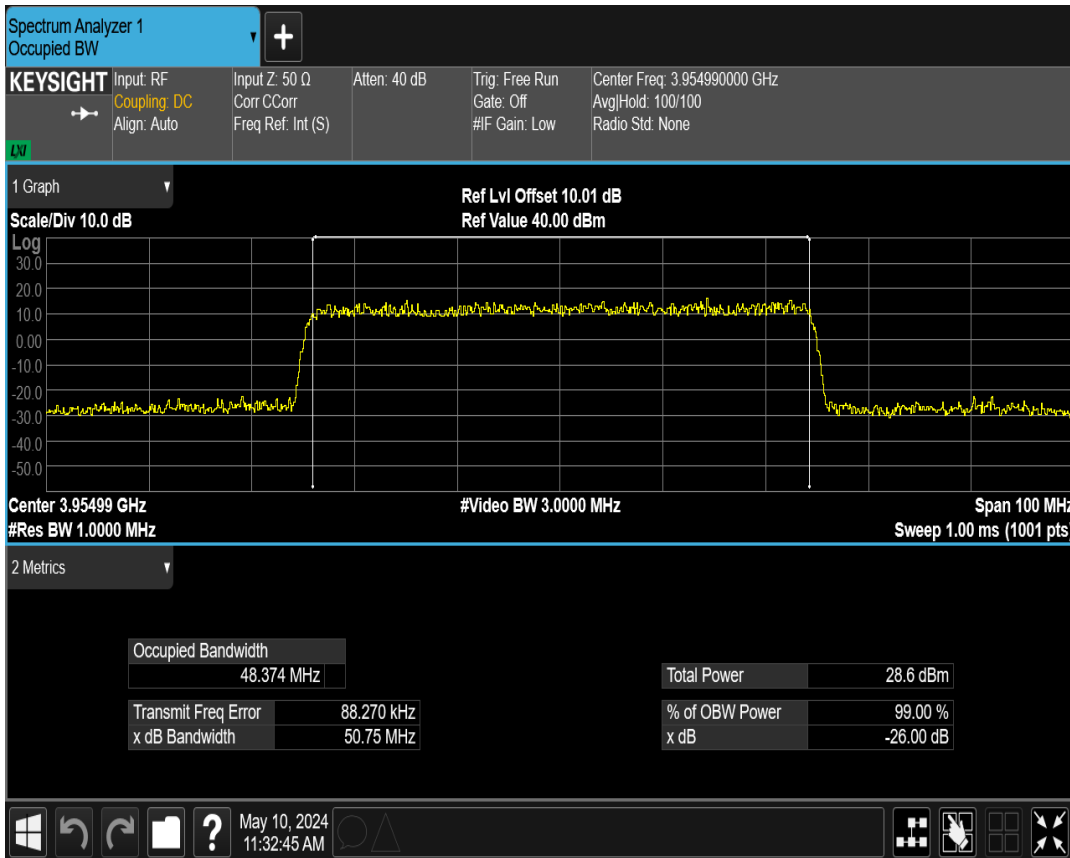 Spectrum Analyzer 1
Occupied BW
+
KEYSIGHT
LXI
Input: RF
Coupling: DC
Align: Auto
Input Z: 50 Ω
Corr CCorr
Freq Ref: Int (S)
Atten: 40 dB
Trig: Free Run
Gate: Off
#IF Gain: Low
Center Freq: 3.954990000 GHz
Avg|Hold: 100/100
Radio Std: None
1 Graph
Scale/Div 10.0 dB
Ref Lvl Offset 10.01 dB
Ref Value 40.00 dBm
Log
30.0
20.0
10.0
0.00
-10.0
-20.0
-30.0
-40.0
-50.0
Center 3.95499 GHz
#Video BW 3.0000 MHz
Span 100 MHz
#Res BW 1.0000 MHz
Sweep 1.00 ms (1001 pts)
2 Metrics
Occupied Bandwidth
48.374 MHz
Transmit Freq Error 88.270 kHz
x dB Bandwidth 50.75 MHz
Total Power 28.6 dBm
% of OBW Power 99.00 %
x dB -26.00 dB
?
May 10, 2024
11:32:45 AM